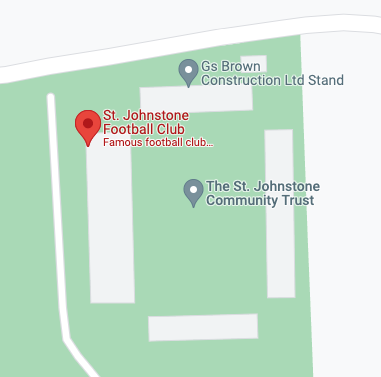 Gs Brown
Construction Ltd Stand
St. Johnstone
Football Club
Famous football club...
The St. Johnstone
Community Trust